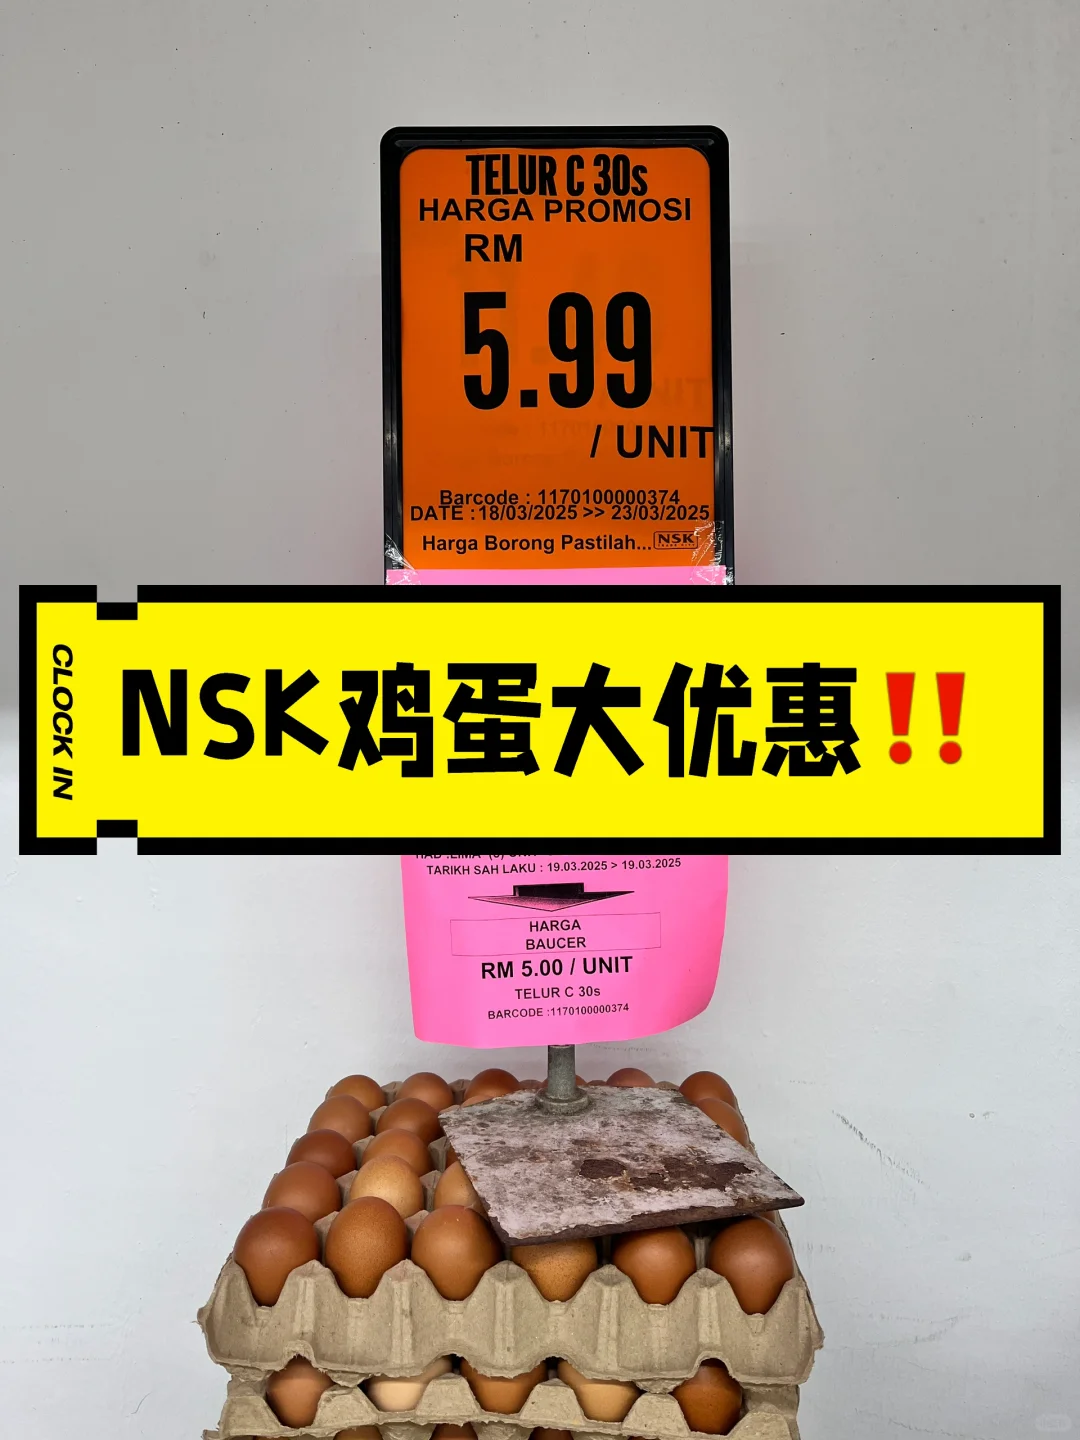 TELUR C 30s
HARGA PROMOSI
RM
5.99
/ UNIT
Barcode : 1170100000374
DATE : 18/03/2025 >> 23/03/2025
Harga Borong Pastilah... NSK
CLOCK IN
NSK鸡蛋大优惠‼️
TARIKH SAH LAKU : 19.03.2025 > 19.03.2025
HARGA
BAUCER
RM 5.00 / UNIT
TELUR C 30s
BARCODE :1170100000374